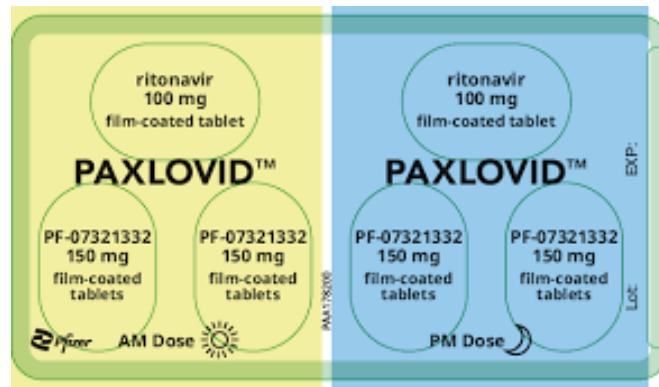 ritonavir
100 mg
film-coated tablet
PAXLOVID™
PF-07321332
150 mg
film-coated
tablets
PF-07321332
150 mg
film-coated
tablets
Pfizer
AM Dose
PAA178200
ritonavir
100 mg
film-coated tablet
PAXLOVID™
PF-07321332
150 mg
film-coated
tablets
PF-07321332
150 mg
film-coated
tablets
PM Dose
EXP:
Lot: